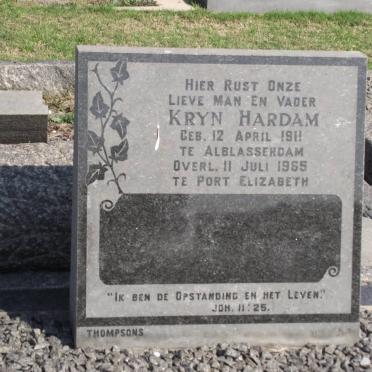 Hier Rust Onze
Lieve Man En Vader
Kryn Hardam
Geb. 12 April 1911
te Alblasserdam
Overl. 11 Juli 1965
te Port Elizabeth
"Ik ben de Opstanding en het Leven."
Joh. 11:25.
Thompsons